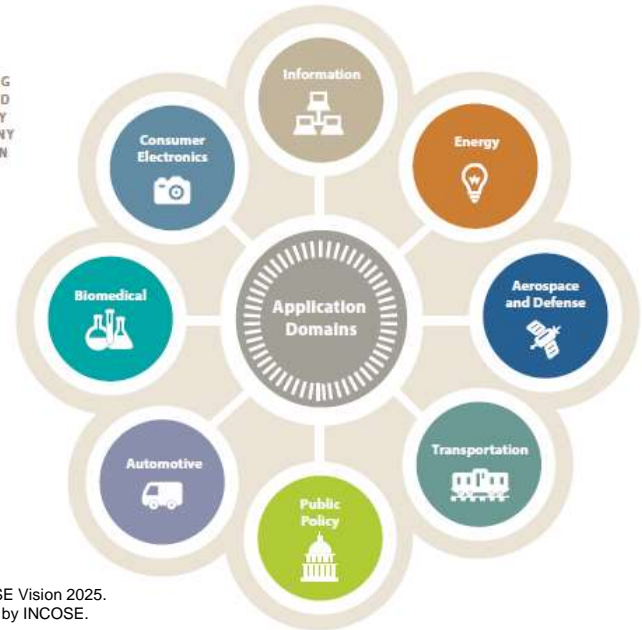 G
D
Y
NY
N
Information
Consumer
Electronics
Energy
Biomedical
Application
Domains
Aerospace
and Defense
Automotive
Transportation
Public
Policy
SE Vision 2025.
by INCOSE.